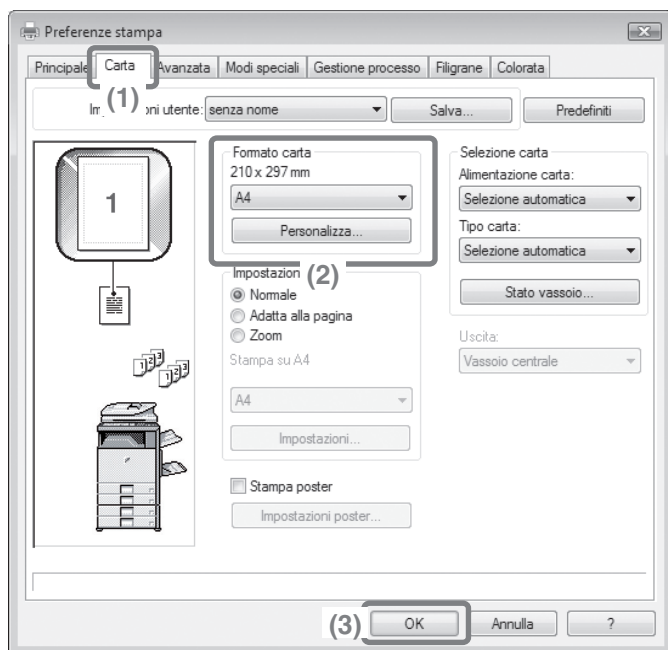 Preferenze stampa
Principale Carta Avanzata Modi speciali Gestione processo Filigrane Colorata
(1)
oni utente: senza nome Salva... Predefiniti
Formato carta
210 x 297 mm
A4
Personalizza...
(2)
Selezione carta
Alimentazione carta:
Selezione automatica
Tipo carta:
Selezione automatica
Stato vassoio...
Uscita:
Vassoio centrale
1
Normale
Adatta alla pagina
Zoom
Stampa su A4
A4
Impostazioni...
Stampa poster
Impostazioni poster...
(3) OK Annulla ?